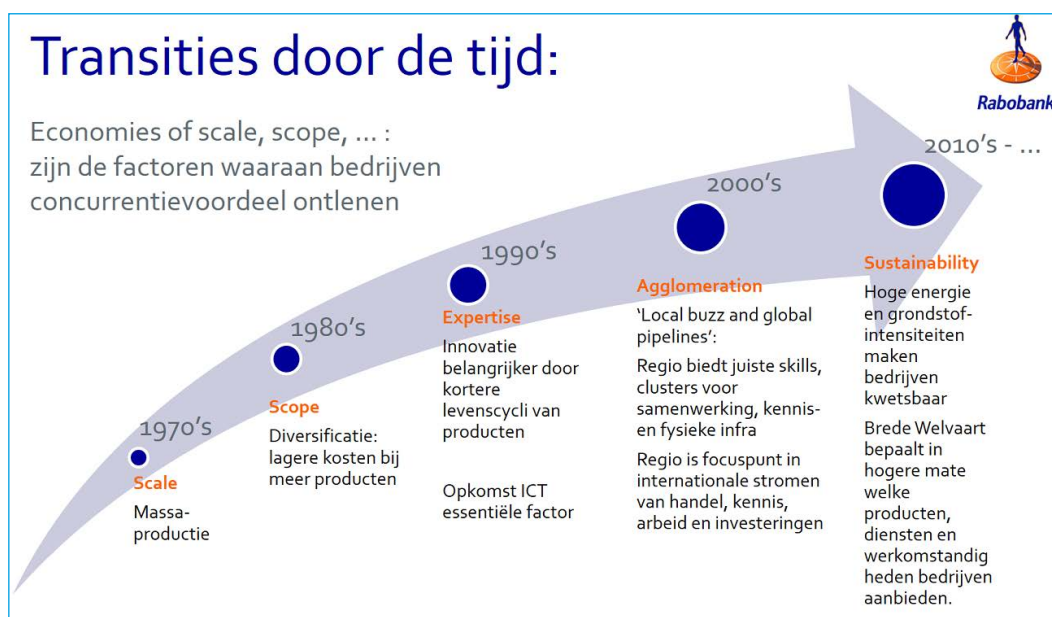 Transities door de tijd:
Rabobank
Economies of scale, scope, ... :
zijn de factoren waaraan bedrijven
concurrentievoordeel ontlenen
1970's
Scale
Massa-
productie
1980's
Scope
Diversificatie:
lagere kosten bij
meer producten
1990's
Expertise
Innovatie
belangrijker door
kortere
levenscycli van
producten
Opkomst ICT
essentiële factor
2000's
Agglomeration
'Local buzz and global
pipelines':
Regio biedt juiste skills,
clusters voor
samenwerking, kennis-
en fysieke infra
Regio is focuspunt in
internationale stromen
van handel, kennis,
arbeid en investeringen
2010's - ...
Sustainability
Hoge energie
en grondstof-
intensiteiten
maken
bedrijven
kwetsbaar
Brede Welvaart
bepaalt in
hogere mate
welke
producten,
diensten en
werkomstandig
heden bedrijven
aanbieden.